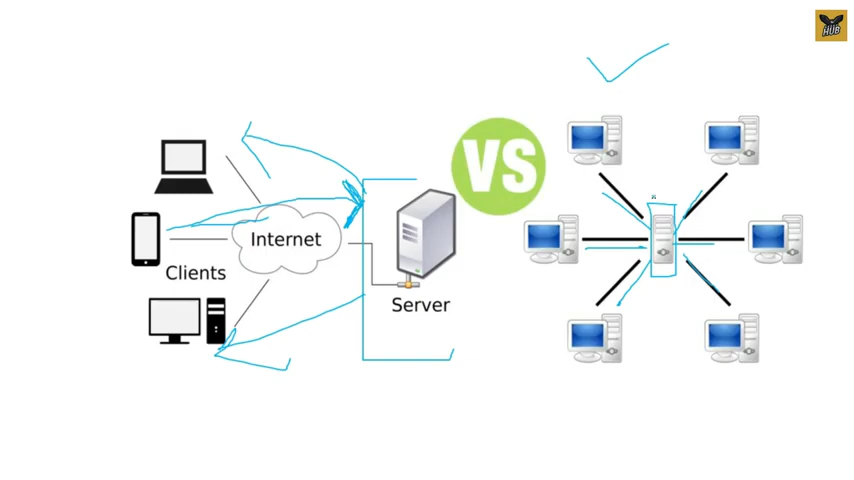 HUB
VS
Internet
Clients
Server